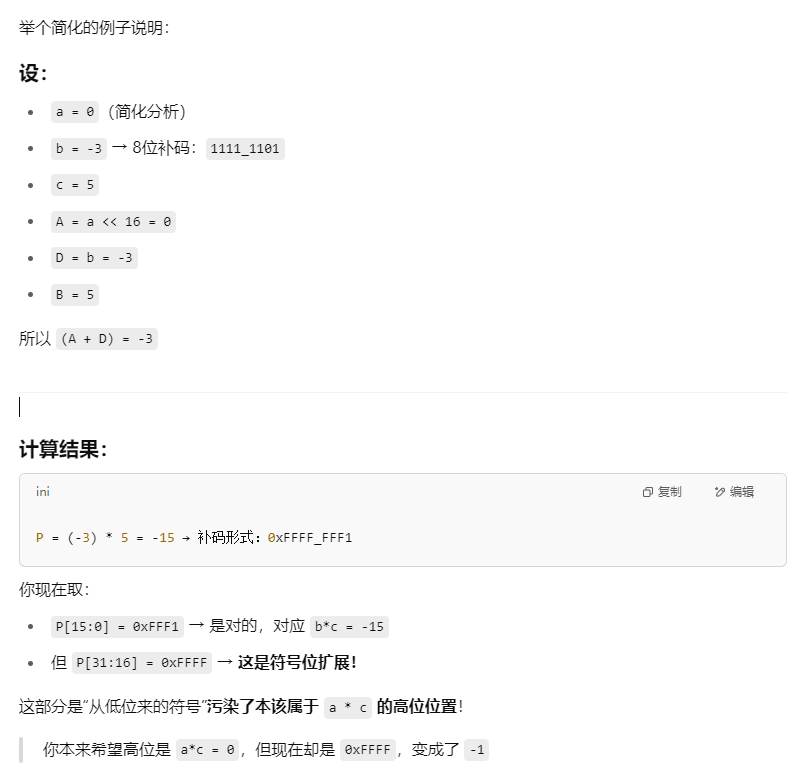 举个简化的例子说明：
设：
a = 0 （简化分析）
b = -3 → 8位补码： 1111_1101
c = 5
A = a << 16 = 0
D = b = -3
B = 5
所以 (A + D) = -3
计算结果：
ini 复制 编辑
P = (-3) * 5 = -15 → 补码形式：0xFFFF_FFF1
你现在取：
P[15:0] = 0xFFF1 → 是对的，对应 b*c = -15
但 P[31:16] = 0xFFFF → 这是符号位扩展！
这部分是“从低位来的符号”污染了本该属于 a * c 的高位位置！
你本来希望高位是 a*c = 0，但现在却是 0xFFFF，变成了 -1